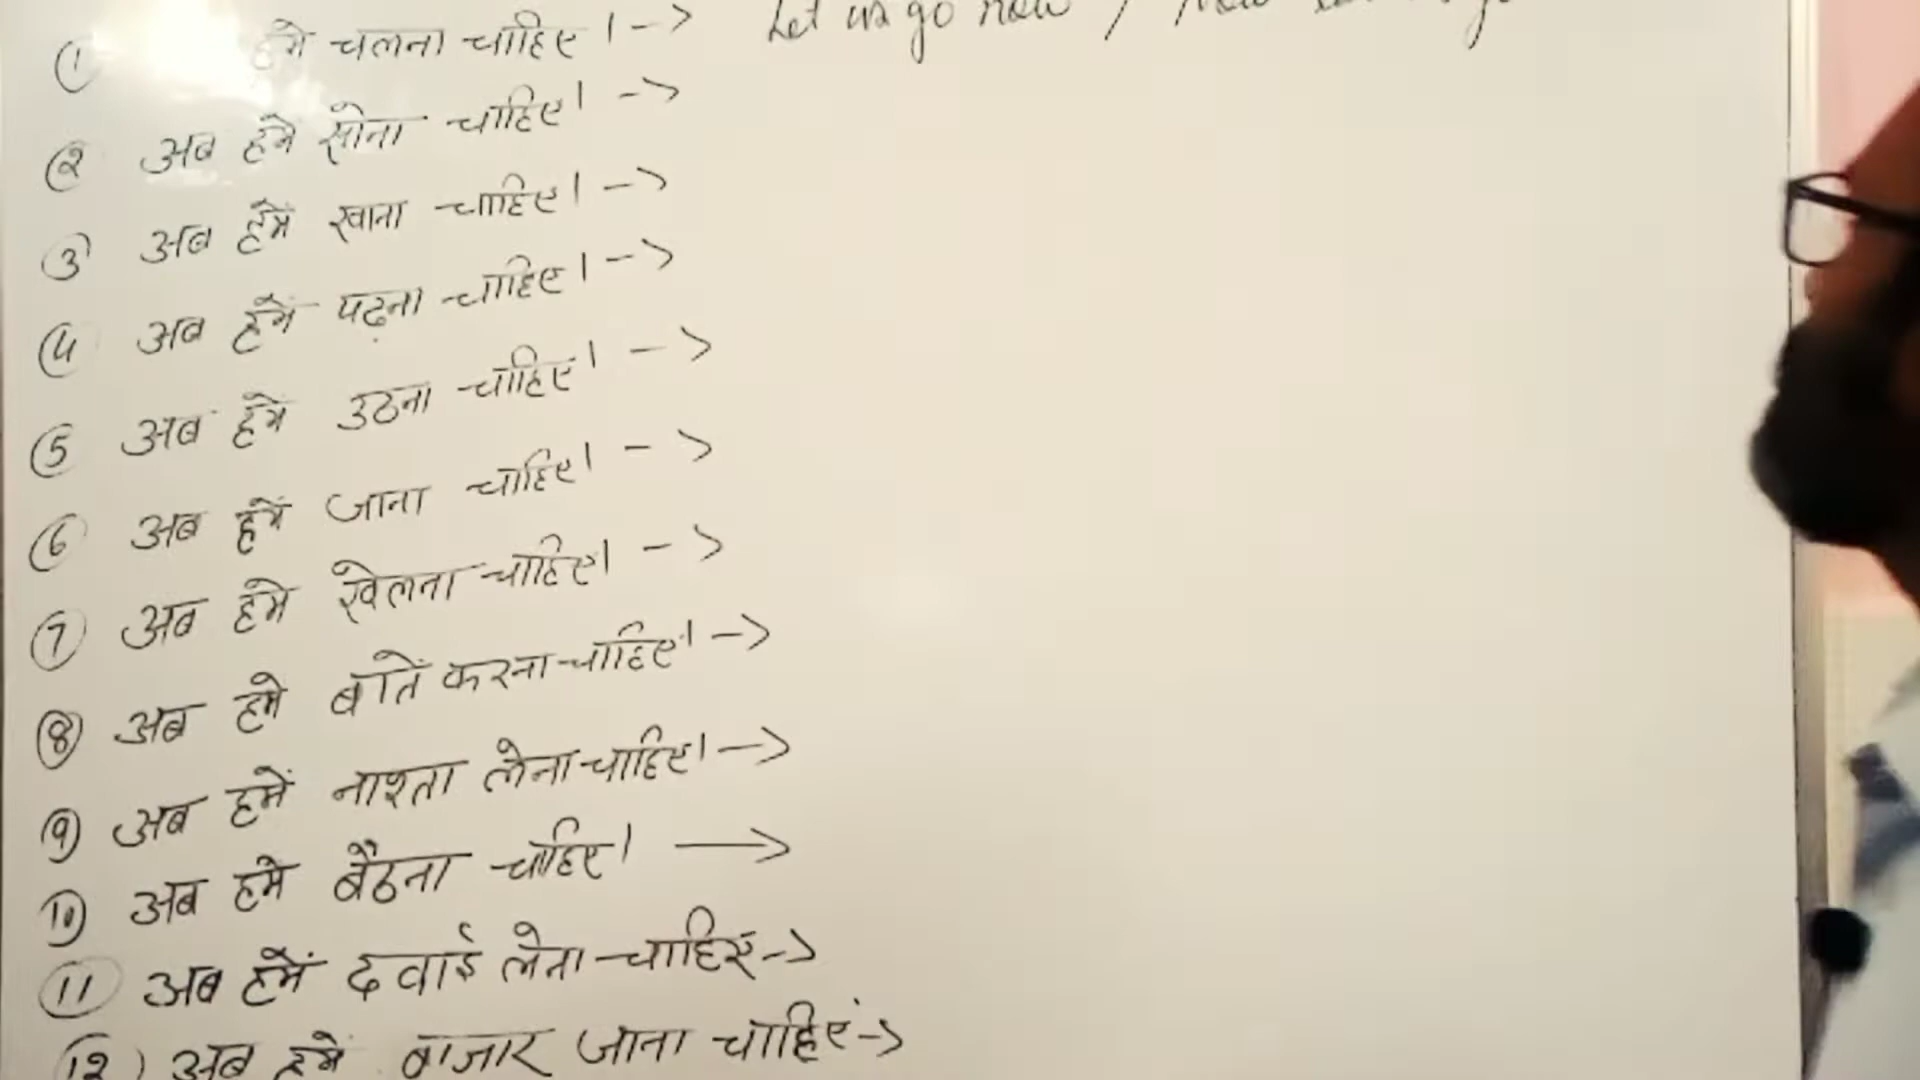 ① हमे चलना चाहिए । --> Let us go now /
② अब हमे सोना चाहिए। -->
③ अब हमें खाना चाहिए। -->
④ अब हमें पढ़ना चाहिए। -->
⑤ अब हमे उठना चाहिए। -->
⑥ अब हमें जाना चाहिए। -->
⑦ अब हमे खेलना चाहिए। -->
⑧ अब हमे बातें करना चाहिए। -->
⑨ अब हमें नाश्ता लेना चाहिए। -->
⑩ अब हमे बैठना चाहिए। -->
⑪ अब हमें दवाई लेना चाहिए -->
⑫ अब हमें बाजार जाना चाहिए -->